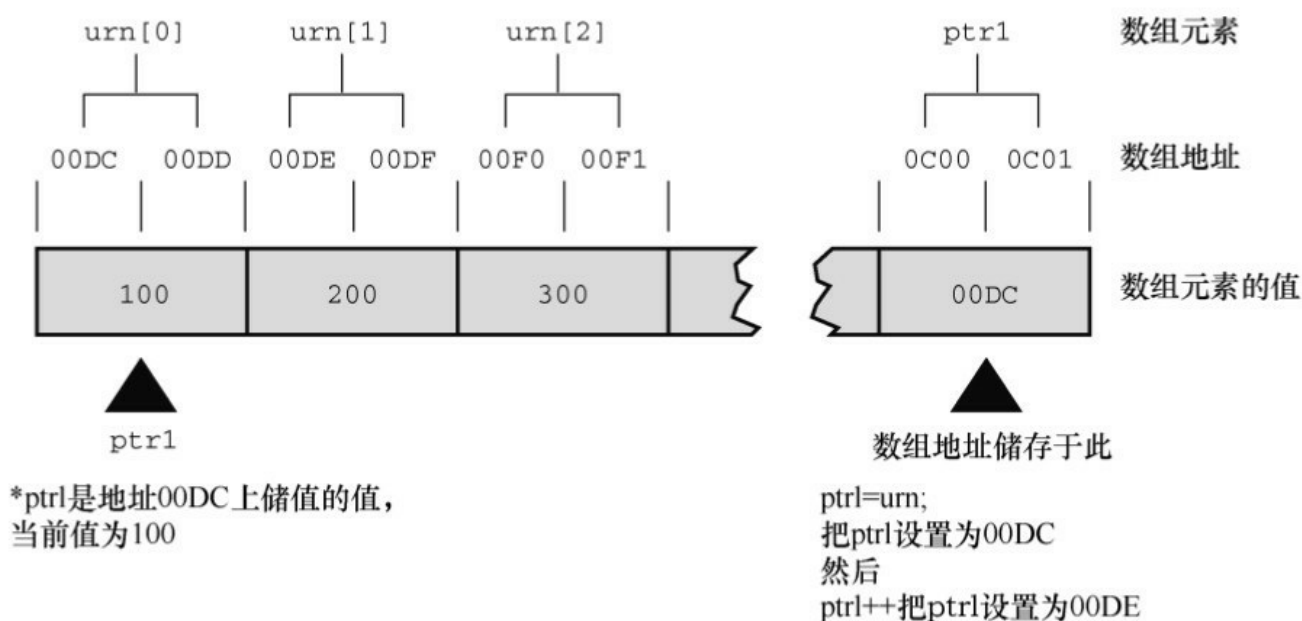 urn[0] urn[1] urn[2] ptr1 数组元素
00DC 00DD 00DE 00DF 00F0 00F1 0C00 0C01 数组地址
100 200 300 00DC 数组元素的值
ptr1
数组地址储存于此
*ptrl是地址00DC上储值的值，
当前值为100
ptrl=urn;
把ptrl设置为00DC
然后
ptrl++把ptrl设置为00DE